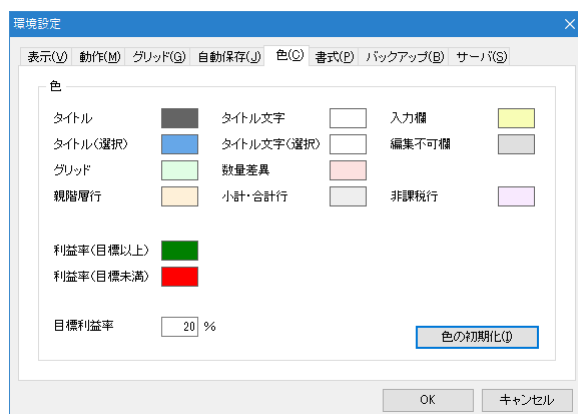 環境設定
表示(V) 動作(M) グリッド(G) 自動保存(J) 色(C) 書式(P) バックアップ(B) サーバ(S)
色
タイトル タイトル文字 入力欄
タイトル(選択) タイトル文字(選択) 編集不可欄
グリッド 数量差異
親階層行 小計・合計行 非課税行
利益率(目標以上)
利益率(目標未満)
目標利益率 20 %
色の初期化(I)
OK キャンセル